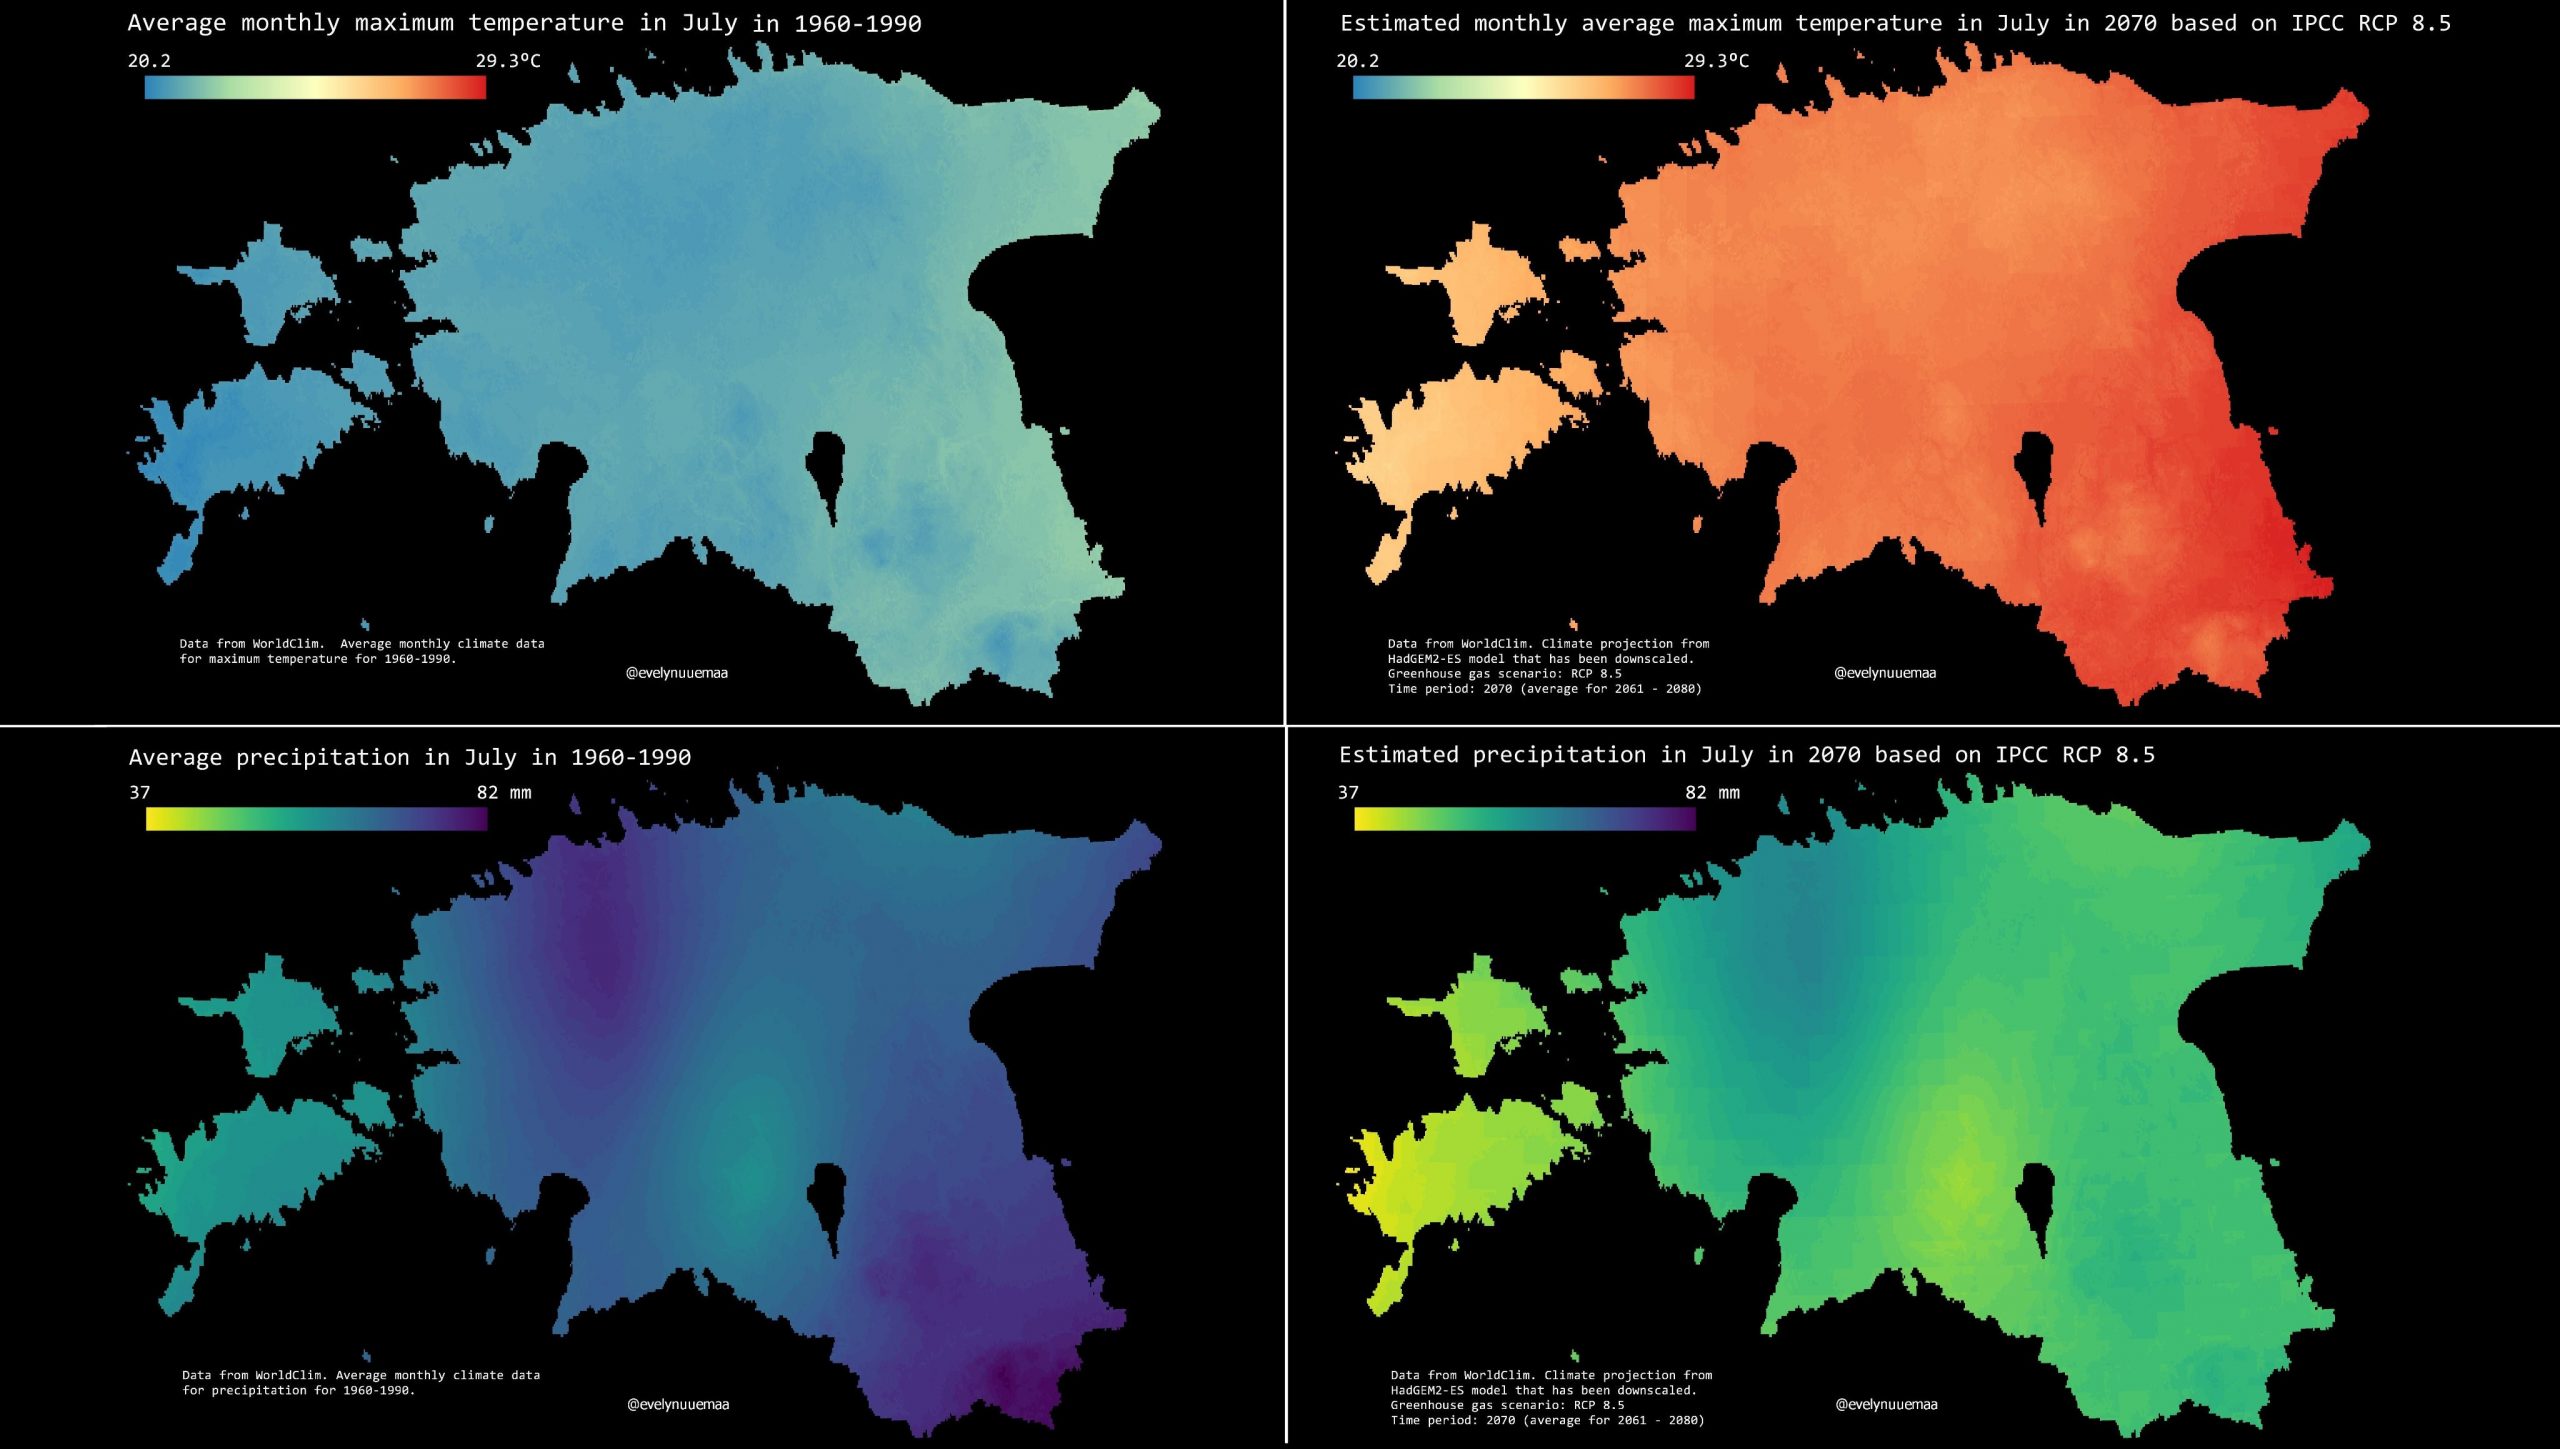 Average monthly maximum temperature in July in 1960-1990
20.2 29.3ºC
Data from WorldClim. Average monthly climate data
for maximum temperature for 1960-1990.
@evelynuuemaa
Estimated monthly average maximum temperature in July in 2070 based on IPCC RCP 8.5
20.2 29.3ºC
Data from WorldClim. Climate projection from
HadGEM2-ES model that has been downscaled.
Greenhouse gas scenario: RCP 8.5
Time period: 2070 (average for 2061 - 2080)
@evelynuuemaa
Average precipitation in July in 1960-1990
37 82 mm
Data from WorldClim. Average monthly climate data
for precipitation for 1960-1990.
@evelynuuemaa
Estimated precipitation in July in 2070 based on IPCC RCP 8.5
37 82 mm
Data from WorldClim. Climate projection from
HadGEM2-ES model that has been downscaled.
Greenhouse gas scenario: RCP 8.5
Time period: 2070 (average for 2061 - 2080)
@evelynuuemaa